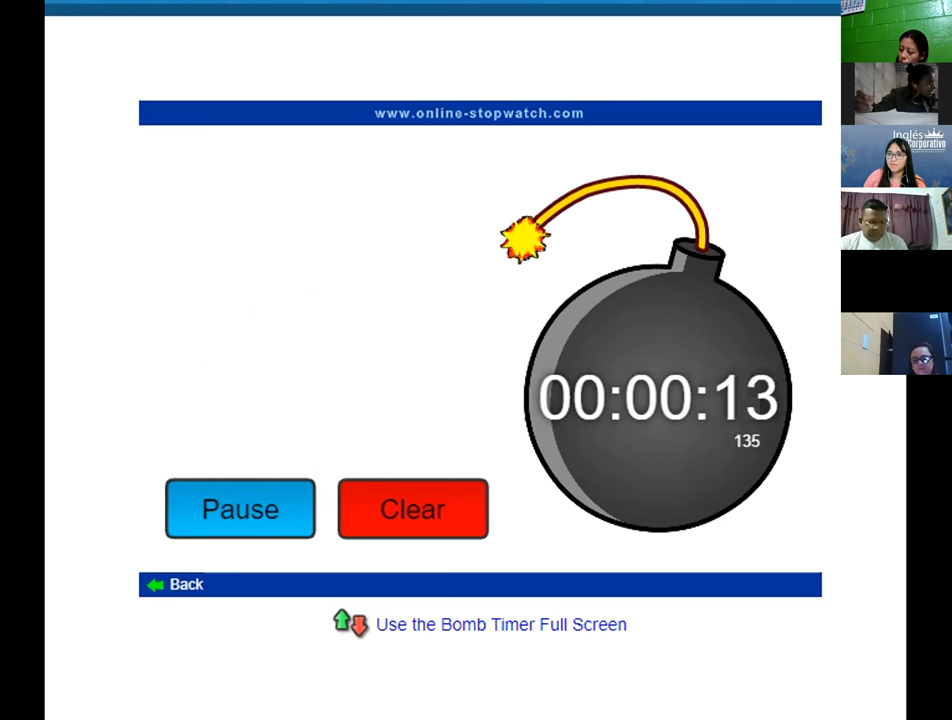 www.online-stopwatch.com
Inglés
Corporativo
00:00:13
135
Pause
Clear
Back
Use the Bomb Timer Full Screen